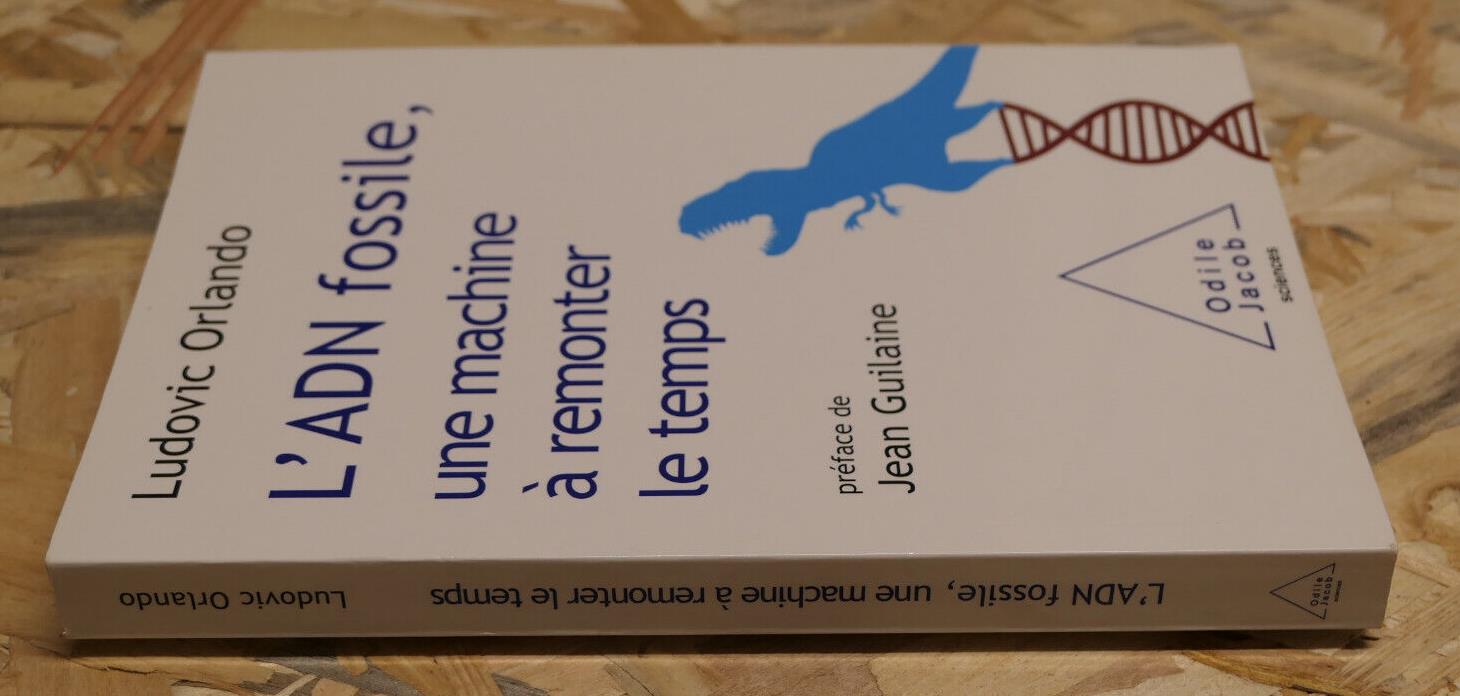 Ludovic Orlando
L'ADN fossile,
une machine
à remonter
le temps
préface de
Jean Guilaine
Odile
Jacob
sciences
Ludovic Orlando
L'ADN fossile, une machine à remonter le temps
Odile
Jacob
sciences